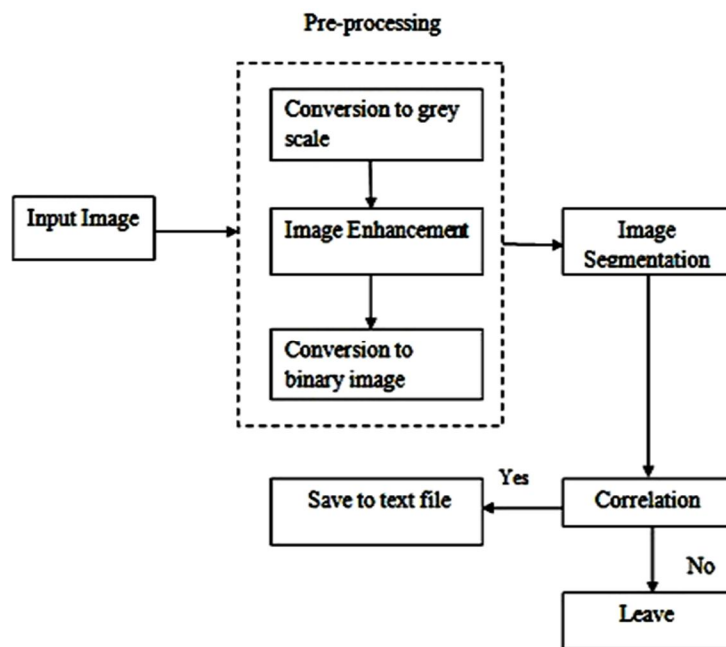 Pre-processing
Conversion to grey
scale
Input Image
Image Enhancement
Image
Segmentation
Conversion to
binary image
Yes
Save to text file
Correlation
No
Leave